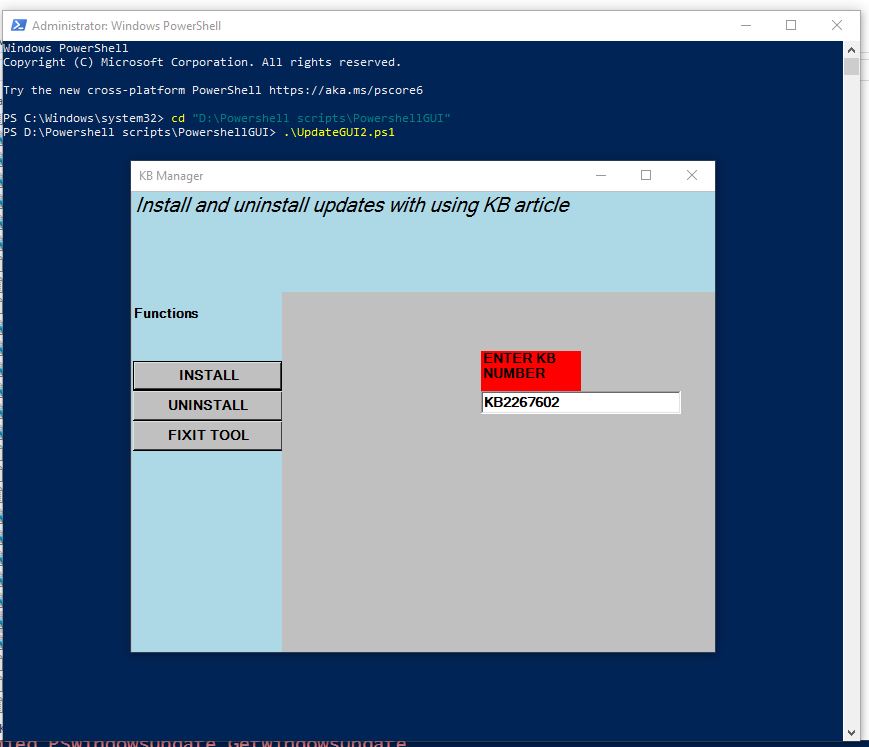 Administrator: Windows PowerShell
Windows PowerShell
Copyright (C) Microsoft Corporation. All rights reserved.
Try the new cross-platform PowerShell https://aka.ms/pscore6
PS C:\Windows\system32> cd "D:\Powershell scripts\PowershellGUI"
PS D:\Powershell scripts\PowershellGUI> .\UpdateGUI2.ps1
KB Manager
Install and uninstall updates with using KB article
Functions
ENTER KB
NUMBER
INSTALL
KB2267602
UNINSTALL
FIXIT TOOL
PSWindowsUpdate GetWindowsUpdate